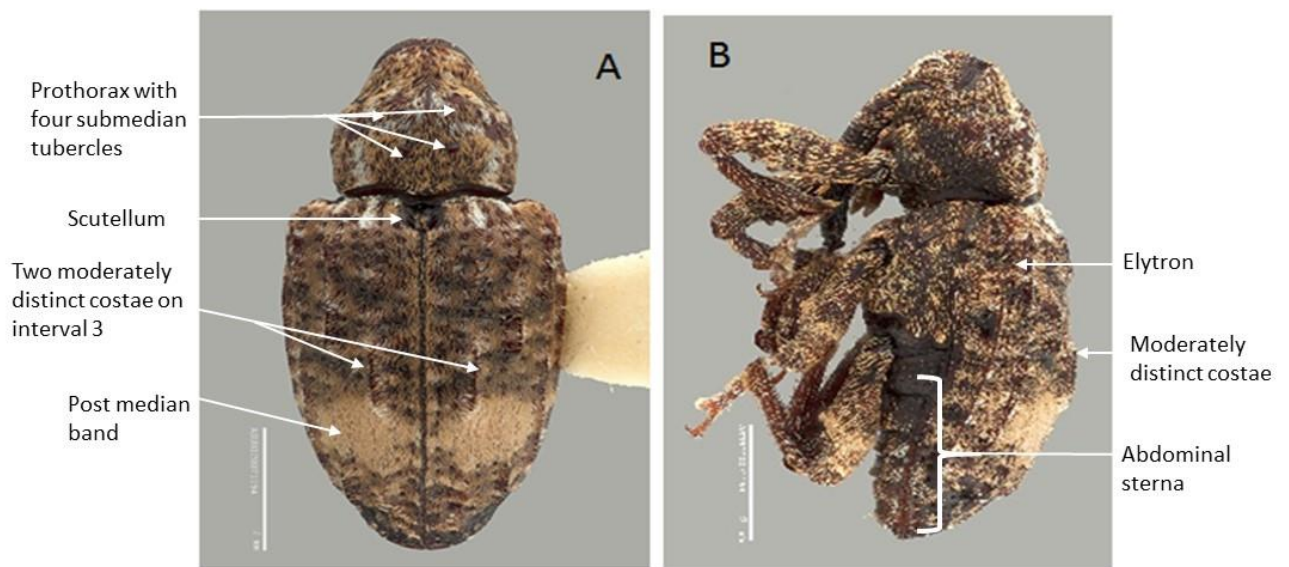 A
B
Prothorax with
four submedian
tubercles
Scutellum
Two moderately
distinct costae on
interval 3
Post median
band
Elytron
Moderately
distinct costae
Abdominal
sterna